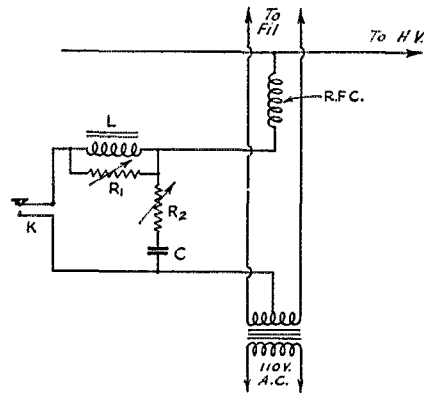 To
Fil
To H.V.
R.F.C.
L
R1
R2
K
C
110V.
A.C.